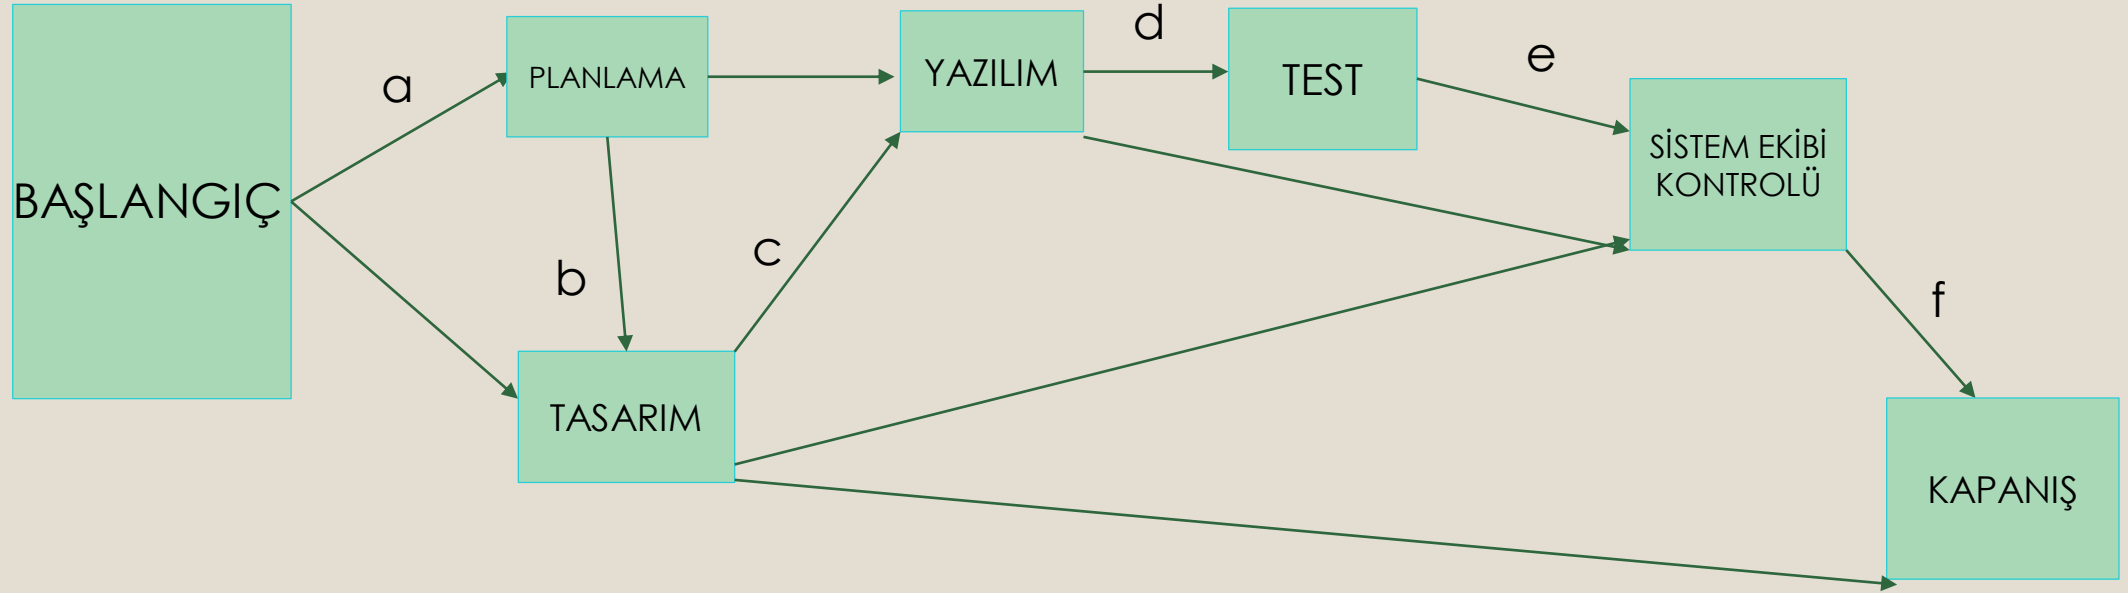 BAŞLANGIÇ
a
PLANLAMA
YAZILIM
d
TEST
e
SİSTEM EKİBİ
KONTROLÜ
b
c
f
TASARIM
KAPANIŞ